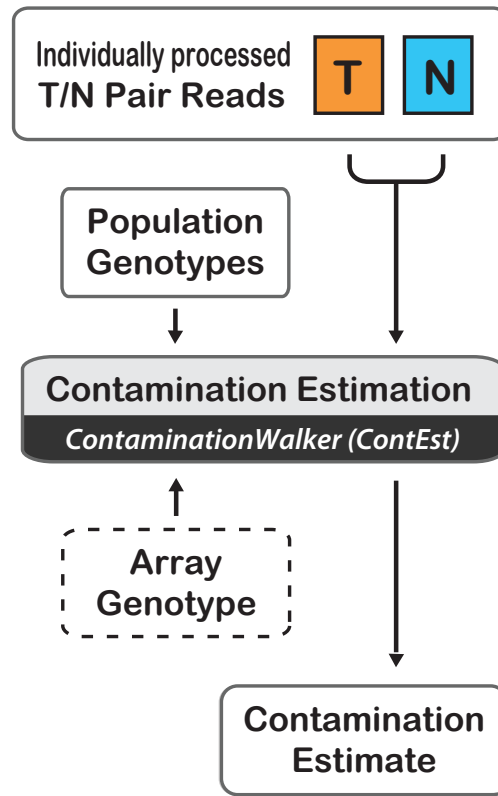 Individually processed
T/N Pair Reads
T N
Population
Genotypes
Contamination Estimation
ContaminationWalker (ContEst)
Array
Genotype
Contamination
Estimate